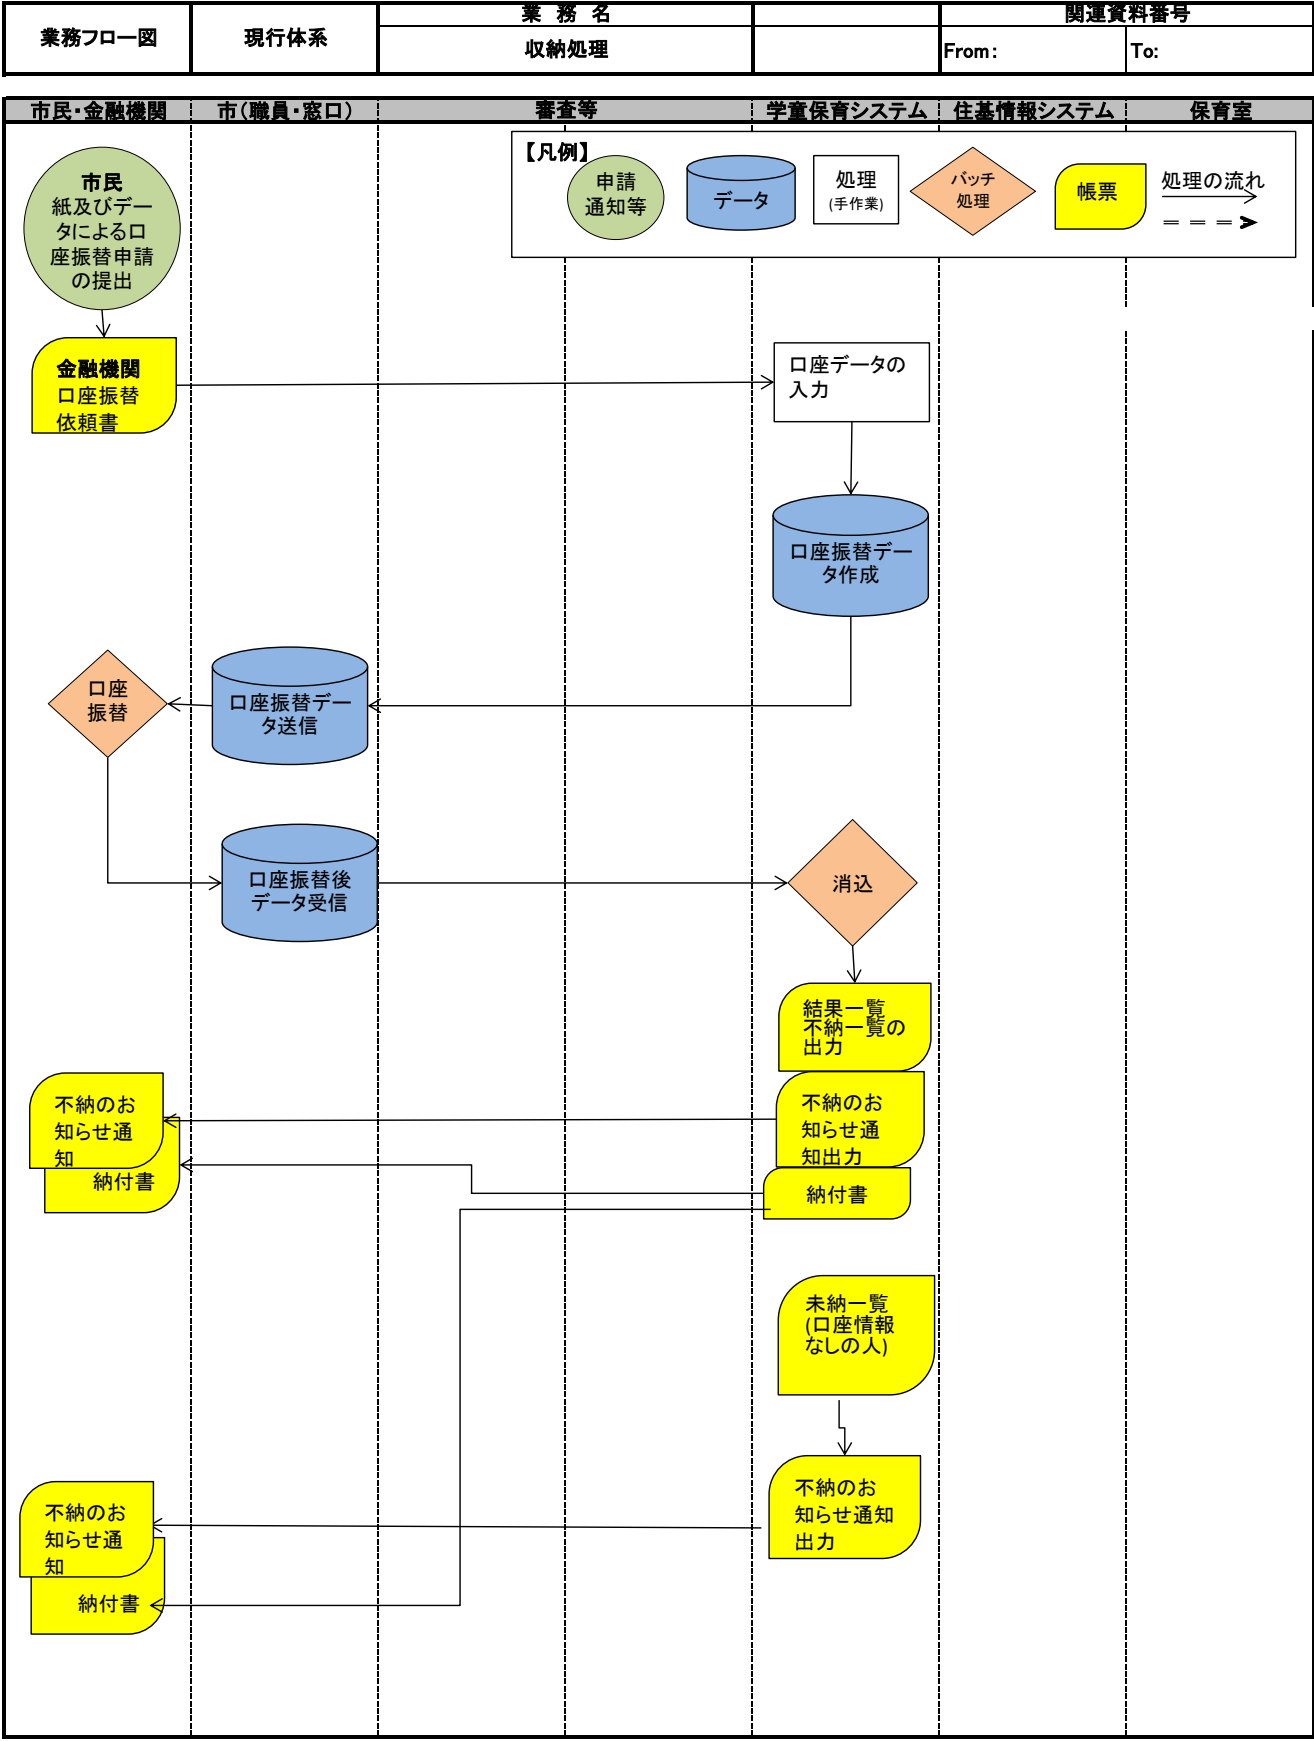 業務フロー図
現行体系
業 務 名
収納処理
関連資料番号
From:
To:
市民・金融機関
市(職員・窓口)
審査等
学童保育システム
住基情報システム
保育室
【凡例】
申請
通知等
データ
処理
(手作業)
バッチ
処理
帳票
処理の流れ
市民
紙及びデー
タによる口
座振替申請
の提出
金融機関
口座振替
依頼書
口座データの
入力
口座振替デー
タ作成
口座
振替
口座振替デー
タ送信
口座振替後
データ受信
消込
結果一覧
不納一覧の
出力
不納のお
知らせ通
知
納付書
不納のお
知らせ通
知出力
納付書
未納一覧
(口座情報
なしの人)
不納のお
知らせ通知
出力
不納のお
知らせ通
知
納付書